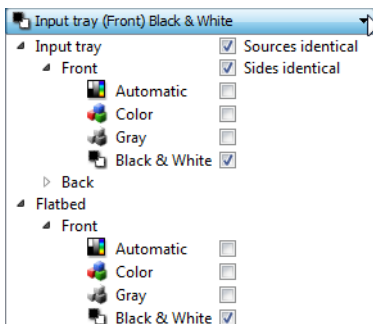 Input tray (Front) Black & White
Input tray Sources identical
Front Sides identical
Automatic
Color
Gray
Black & White
Back
Flatbed
Front
Automatic
Color
Gray
Black & White